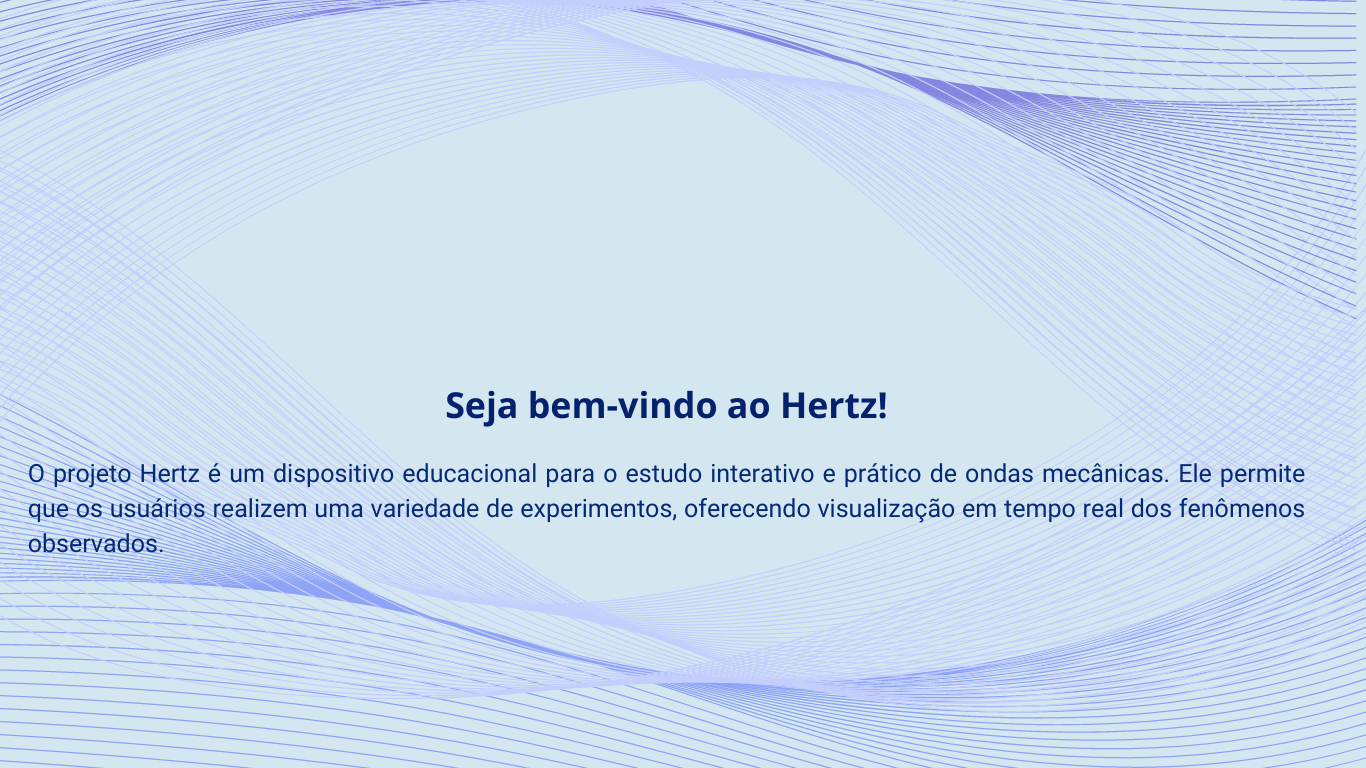 Seja bem-vindo ao Hertz!
O projeto Hertz é um dispositivo educacional para o estudo interativo e prático de ondas mecânicas. Ele permite
que os usuários realizem uma variedade de experimentos, oferecendo visualização em tempo real dos fenômenos
observados.